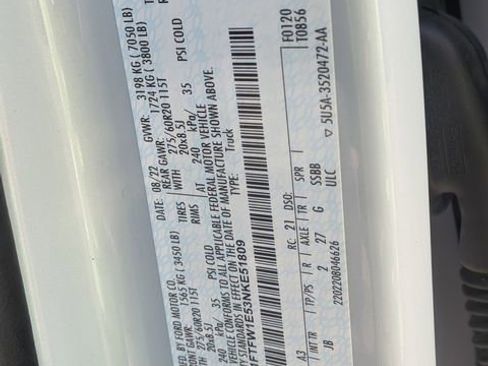 BY FORD MOTOR CO. DATE: 08/22 GVWR: 3198 KG ( 7050 LB)
FRONT GAWR: 1565 KG ( 3450 LB) REAR GAWR: 1724 KG ( 3800 LB)
275/60R20 115T TIRES WITH 275/60R20 115T
20x8.5J RIMS 20x8.5J
240 kPa/ 35 PSI COLD AT 240 kPa/ 35 PSI COLD
VEHICLE CONFORMS TO ALL APPLICABLE FEDERAL MOTOR VEHICLE
STANDARDS IN EFFECT ON THE DATE OF MANUFACTURE SHOWN ABOVE.
1FTFW1E53NKE51809 TYPE: Truck
F0120
T0856
RC: 21 DSO:
A3 TP/PS R AXLE TR SPR
JB 2 27 G SSBB
ULC
2202208046626
5U5A-3520472-AA